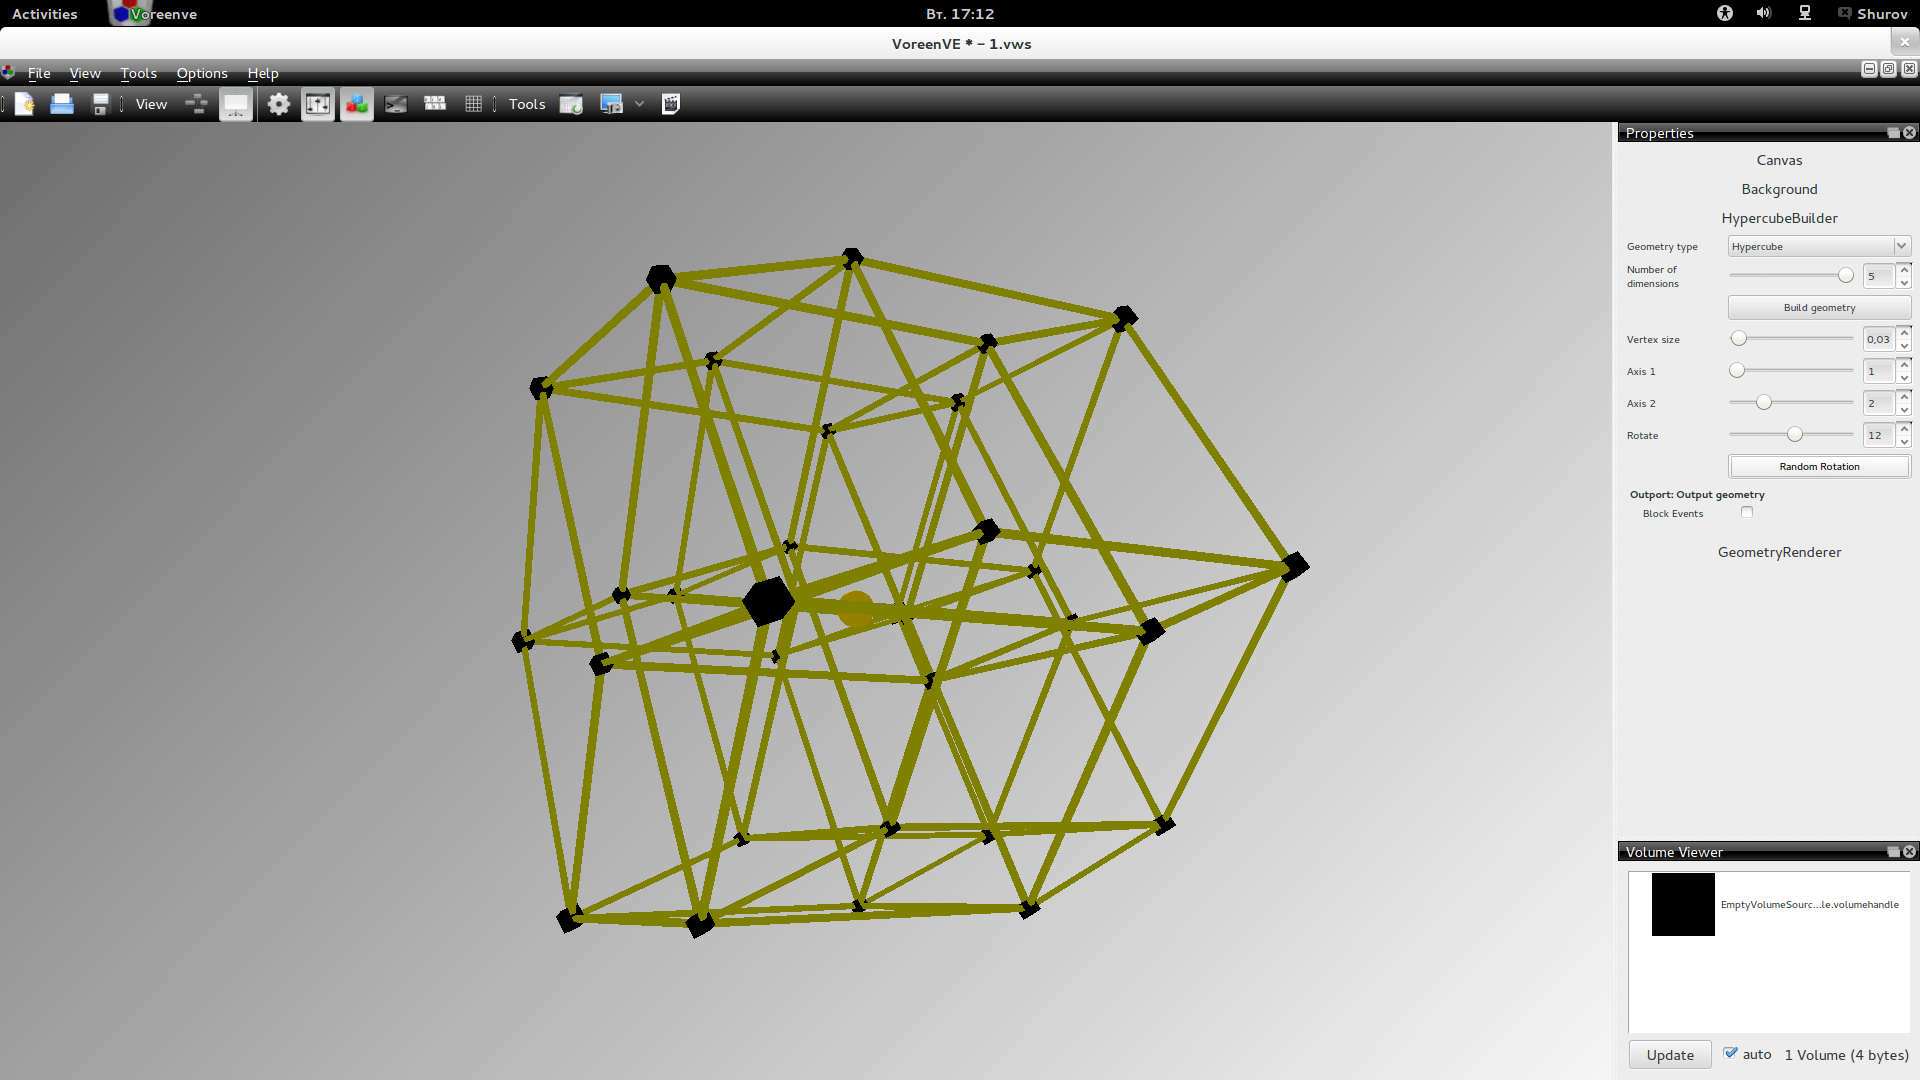 Activities Voreenve Вт. 17:12 Shurov
VoreenVE * – 1.vws
File View Tools Options Help
View Tools
Properties
Canvas
Background
HypercubeBuilder
Geometry type Hypercube
Number of dimensions 5
Build geometry
Vertex size 0,03
Axis 1 1
Axis 2 2
Rotate 12
Random Rotation
Outport: Output geometry
Block Events
GeometryRenderer
Volume Viewer
EmptyVolumeSourc...le.volumehandle
Update auto 1 Volume (4 bytes)